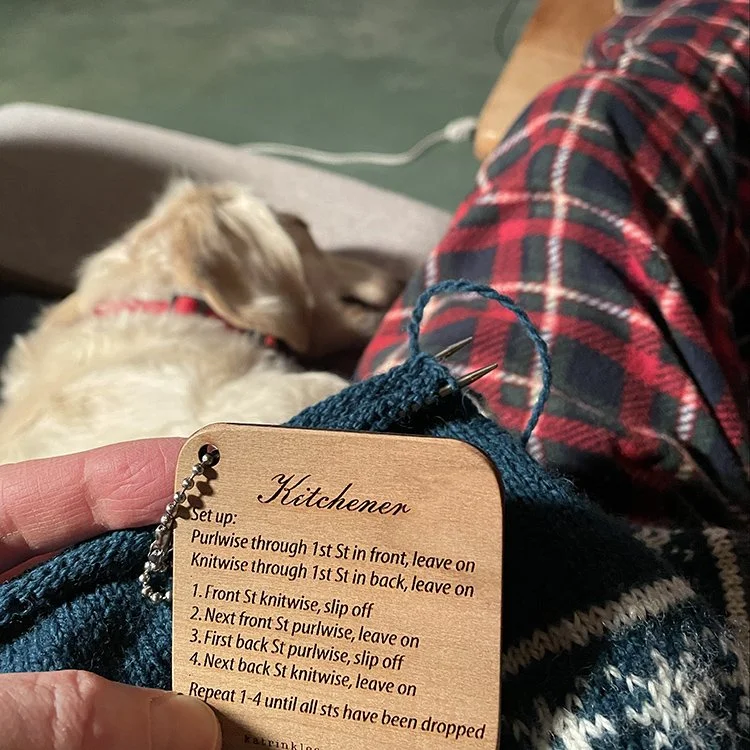 Kitchener
Set up:
Purlwise through 1st St in front, leave on
Knitwise through 1st St in back, leave on
1. Front St knitwise, slip off
2. Next front St purlwise, leave on
3. First back St purlwise, slip off
4. Next back St knitwise, leave on
Repeat 1-4 until all sts have been dropped